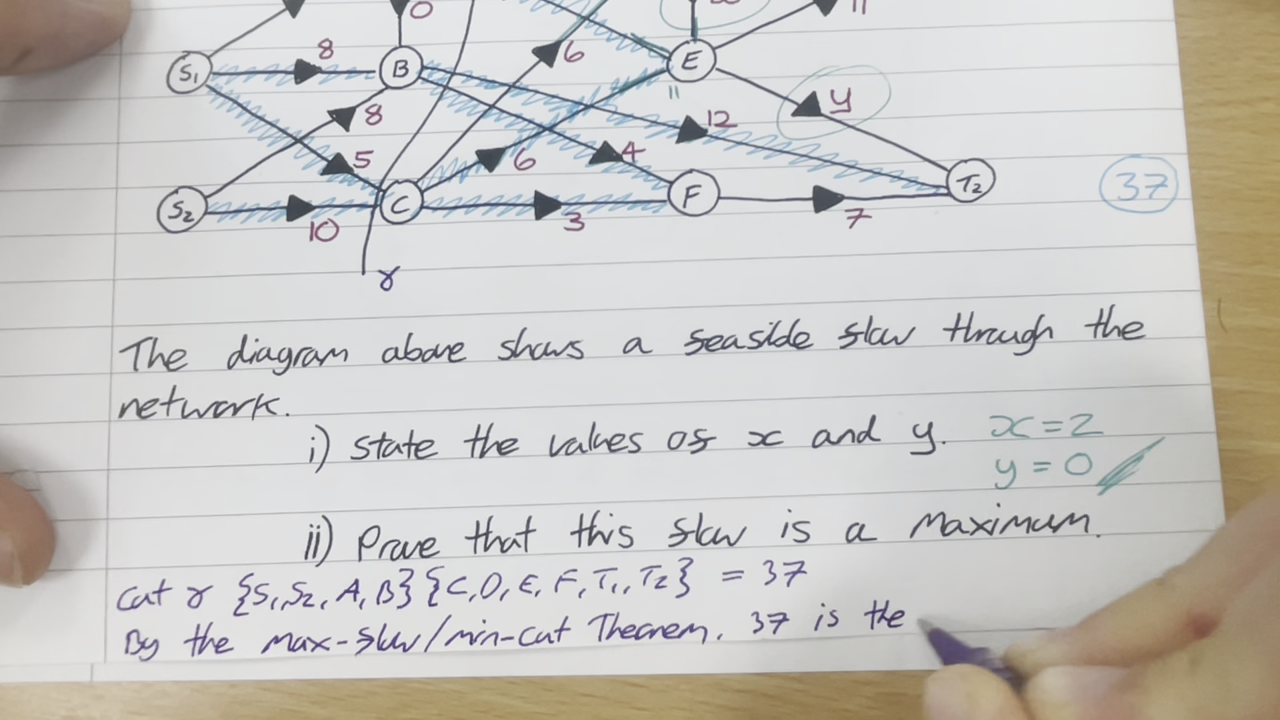 0 11
S₁ 8 B 6 E
8 11 12 y
5 6 4
S₂ C F T₂ 37
10 3 7
γ
The diagram above shows a feasible flow through the
network.
i) State the values of x and y. x=2
y=0
ii) Prove that this flow is a maximum.
Cut γ {S₁, S₂, A, B} {C, D, E, F, T₁, T₂} = 37
By the max-flow/min-cut Theorem, 37 is the